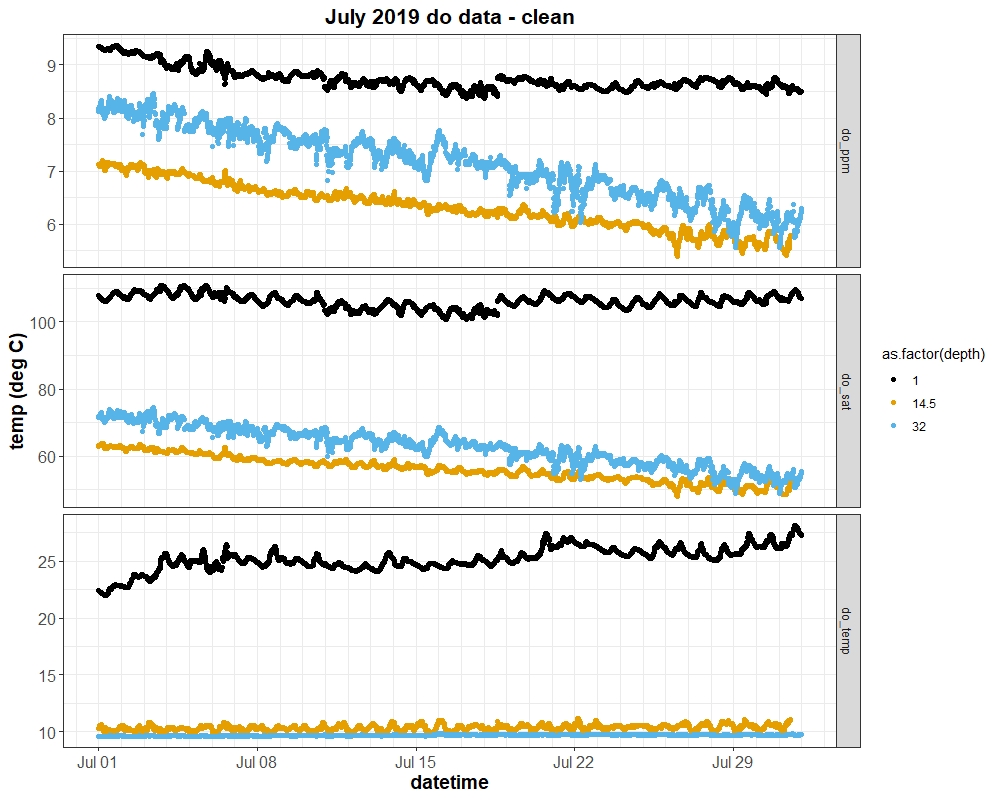 July 2019 do data - clean
9
8
7
6
do_ppm
100
80
60
do_sat
25
20
15
10
do_temp
temp (deg C)
Jul 01 Jul 08 Jul 15 Jul 22 Jul 29
datetime
as.factor(depth)
1
14.5
32